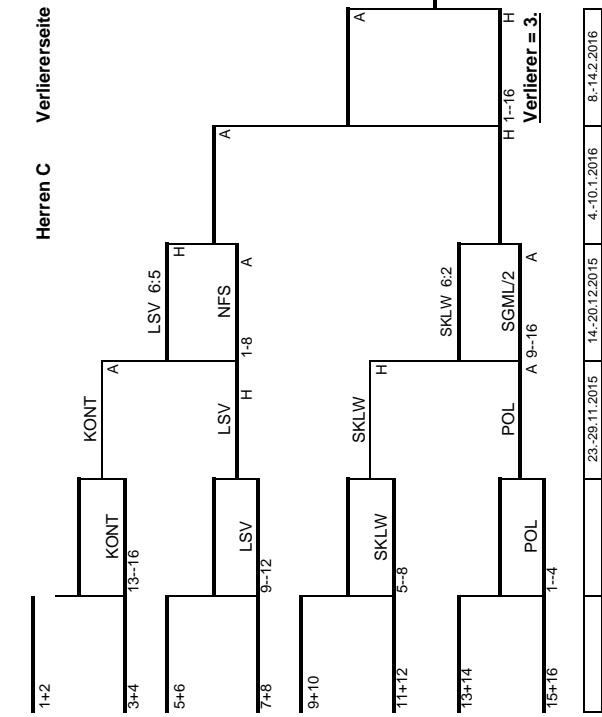 Herren C Verliererseite
1+2
3+4
5+6
7+8
9+10
11+12
13+14
15+16
KONT
13--16
LSV
9--12
SKLW
5--8
POL
1--4
KONT
A
LSV
H
SKLW
H
POL
A
LSV 6:5
H
NFS
1-8
A
SKLW 6:2
SGML/2
9--16
A
A
H
1--16
A
H
Verlierer = 3.
23.-29.11.2015
14.-20.12.2015
4.-10.1.2016
8.-14.2.2016